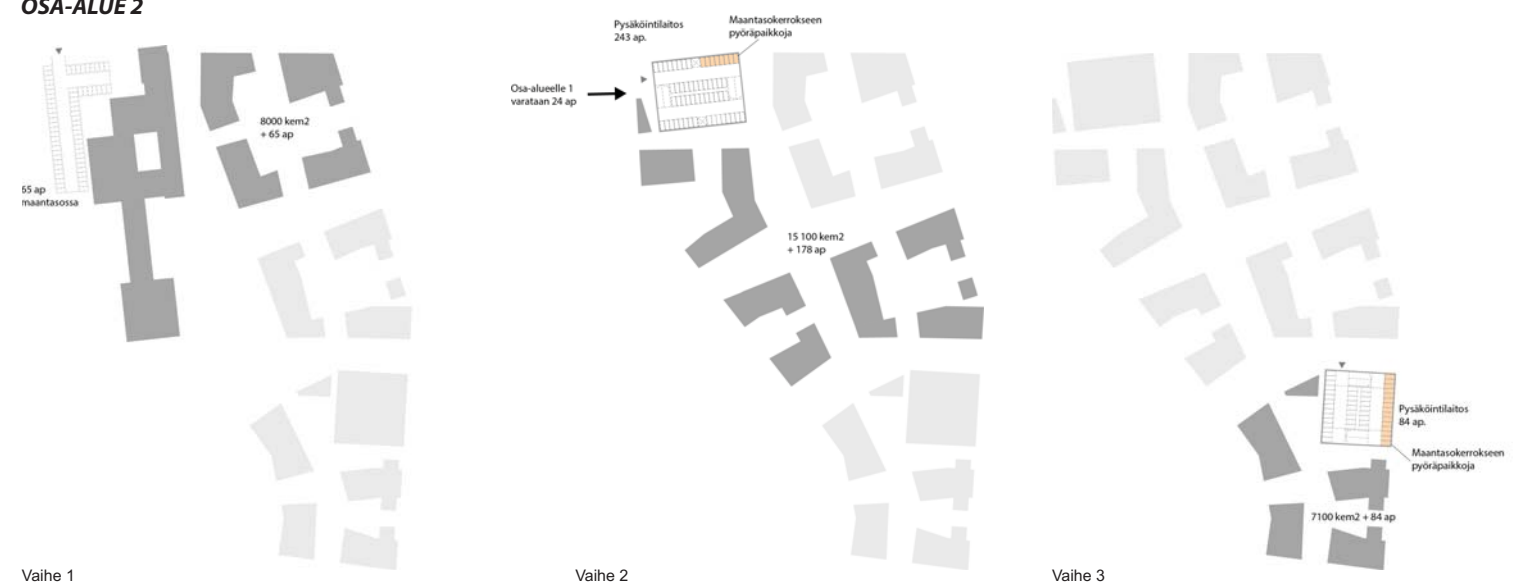 OSA-ALUE 2
8000 kem2
+ 65 ap
55 ap
maantasossa
Vaihe 1
Pysäköintilaitos
243 ap.
Maantasokerrokseen
pyöräpaikkoja
Osa-alueelle 1
varataan 24 ap
15 100 kem2
+ 178 ap
Vaihe 2
Pysäköintilaitos
84 ap.
Maantasokerrokseen
pyöräpaikkoja
7100 kem2 + 84 ap
Vaihe 3